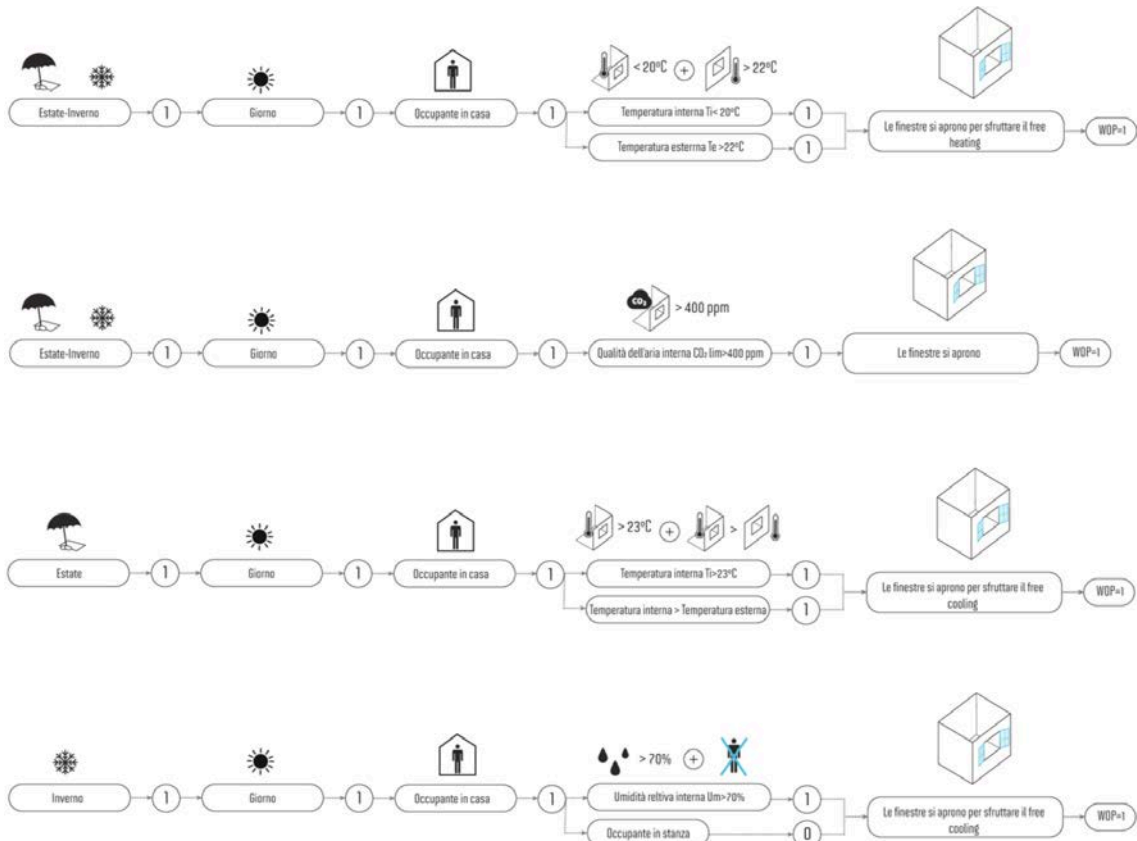 < 20°C + > 22°C
Estate-Inverno 1 Giorno 1 Occupante in casa 1 Temperatura interna Ti< 20°C 1
Temperatura esterrna Te >22°C 1
Le finestre si aprono per sfruttare il free
heating
WOP=1
CO₂ > 400 ppm
Estate-Inverno 1 Giorno 1 Occupante in casa 1 Qualità dell'aria interna CO₂ lim>400 ppm 1 Le finestre si aprono WOP=1
> 23°C + >
Estate 1 Giorno 1 Occupante in casa 1 Temperatura interna Ti>23°C 1
Temperatura interna > Temperatura esterna 1
Le finestre si aprono per sfruttare il free
cooling
WOP=1
> 70% +
Inverno 1 Giorno 1 Occupante in casa 1 Umidità reltiva interna Um>70% 1
Occupante in stanza 0
Le finestre si aprono per sfruttare il free
cooling
WOP=1